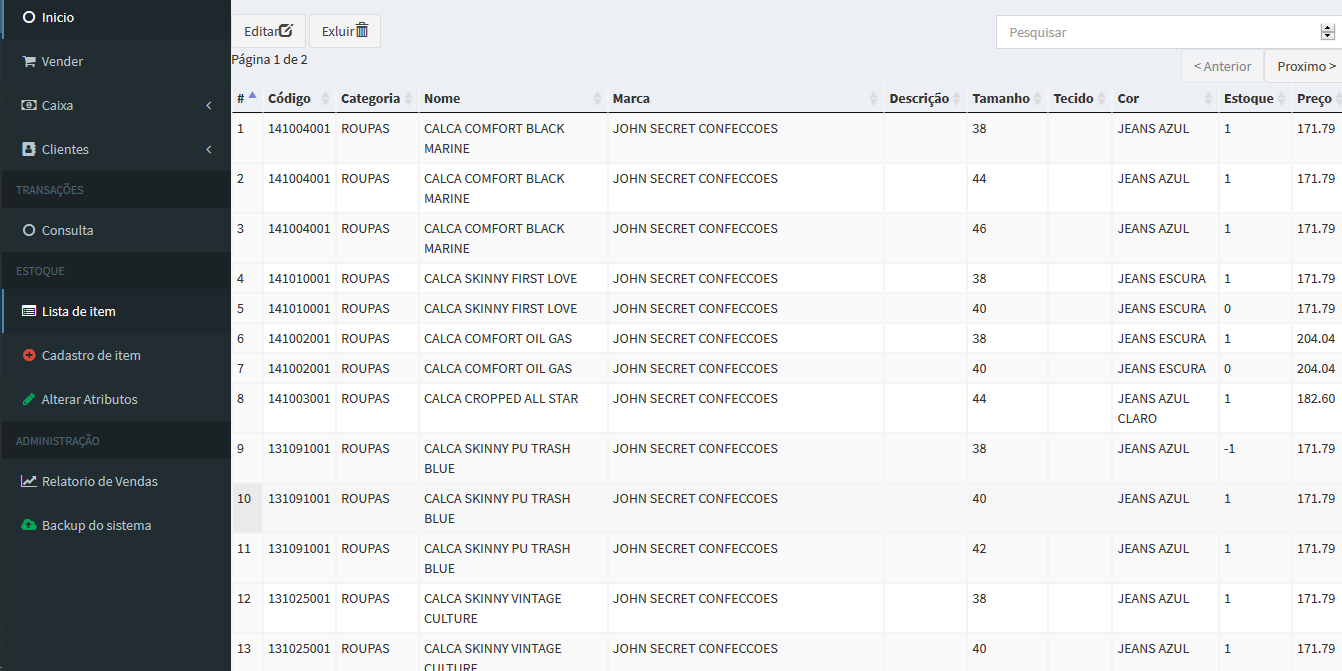 Inicio
Vender
Caixa
Clientes
TRANSAÇÕES
Consulta
ESTOQUE
Lista de item
Cadastro de item
Alterar Atributos
ADMINISTRAÇÃO
Relatorio de Vendas
Backup do sistema
Editar Exluir Pesquisar
Página 1 de 2 < Anterior Proximo >
# Código Categoria Nome Marca Descrição Tamanho Tecido Cor Estoque Preço
1 141004001 ROUPAS CALCA COMFORT BLACK JOHN SECRET CONFECCOES 38 JEANS AZUL 1 171.79
MARINE
2 141004001 ROUPAS CALCA COMFORT BLACK JOHN SECRET CONFECCOES 44 JEANS AZUL 1 171.79
MARINE
3 141004001 ROUPAS CALCA COMFORT BLACK JOHN SECRET CONFECCOES 46 JEANS AZUL 1 171.79
MARINE
4 141010001 ROUPAS CALCA SKINNY FIRST LOVE JOHN SECRET CONFECCOES 38 JEANS ESCURA 1 171.79
5 141010001 ROUPAS CALCA SKINNY FIRST LOVE JOHN SECRET CONFECCOES 40 JEANS ESCURA 0 171.79
6 141002001 ROUPAS CALCA COMFORT OIL GAS JOHN SECRET CONFECCOES 38 JEANS ESCURA 1 204.04
7 141002001 ROUPAS CALCA COMFORT OIL GAS JOHN SECRET CONFECCOES 40 JEANS ESCURA 0 204.04
8 141003001 ROUPAS CALCA CROPPED ALL STAR JOHN SECRET CONFECCOES 44 JEANS AZUL 1 182.60
CLARO
9 131091001 ROUPAS CALCA SKINNY PU TRASH JOHN SECRET CONFECCOES 38 JEANS AZUL -1 171.79
BLUE
10 131091001 ROUPAS CALCA SKINNY PU TRASH JOHN SECRET CONFECCOES 40 JEANS AZUL 1 171.79
BLUE
11 131091001 ROUPAS CALCA SKINNY PU TRASH JOHN SECRET CONFECCOES 42 JEANS AZUL 1 171.79
BLUE
12 131025001 ROUPAS CALCA SKINNY VINTAGE JOHN SECRET CONFECCOES 38 JEANS AZUL 1 171.79
CULTURE
13 131025001 ROUPAS CALCA SKINNY VINTAGE JOHN SECRET CONFECCOES 40 JEANS AZUL 1 171.79
CULTURE